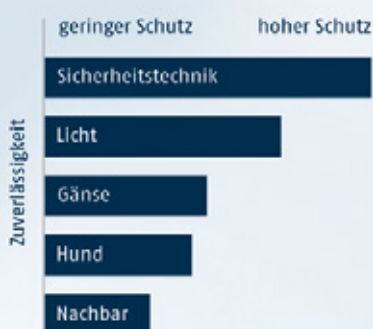 geringer Schutz hoher Schutz
Zuverlässigkeit
Sicherheitstechnik
Licht
Gänse
Hund
Nachbar